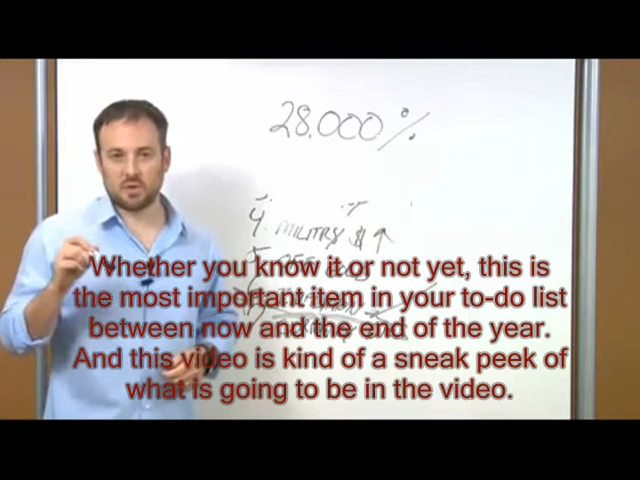 28.000 %
4. MILITRY $ ↑
Whether you know it or not yet, this is
the most important item in your to-do list
between now and the end of the year.
And this video is kind of a sneak peek of
what is going to be in the video.